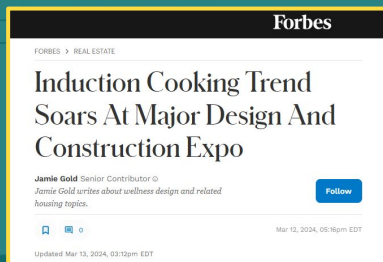 Forbes
FORBES > REAL ESTATE
Induction Cooking Trend
Soars At Major Design And
Construction Expo
Jamie Gold Senior Contributor
Jamie Gold writes about wellness design and related
housing topics.
Follow
0
Mar 12, 2024, 05:16pm EDT
Updated Mar 13, 2024, 03:12pm EDT